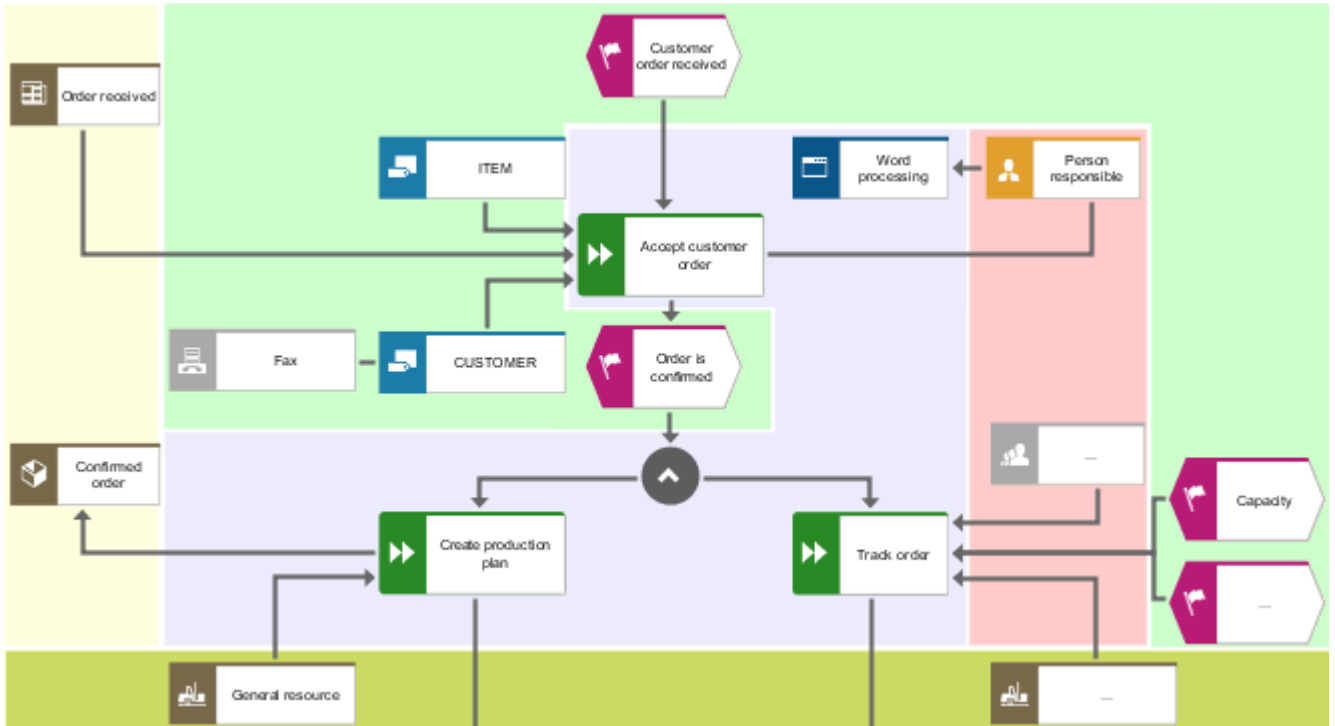 Customer
order received
Order received
ITEM
Word
processing
Person
responsible
Accept customer
order
Fax
CUSTOMER
Order is
confirmed
Confirmed
order
....
Capacity
Create production
plan
Track order
....
General resource
....